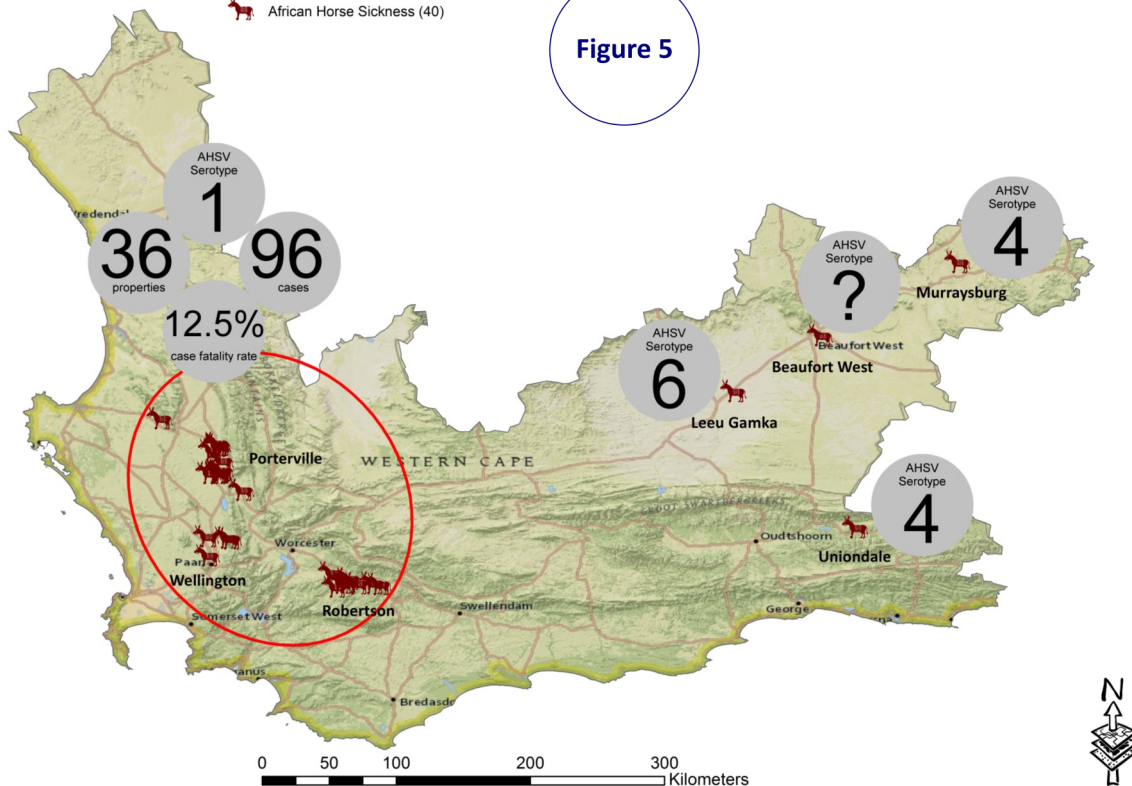 African Horse Sickness (40)
Figure 5
AHSV
Serotype
1
36
properties
96
cases
12.5%
case fatality rate
AHSV
Serotype
4
Murraysburg
AHSV
Serotype
?
Beaufort West
Beaufort West
AHSV
Serotype
6
Leeu Gamka
Porterville
WESTERN CAPE
AHSV
Serotype
4
GROOT SWARTBERGREEKS
Oudtshoorn
Uniondale
Worcester
Paarl
Wellington
Robertson
Swellendam
George
Somerset West
Bredasdo
N
0 50 100 200 300
Kilometers